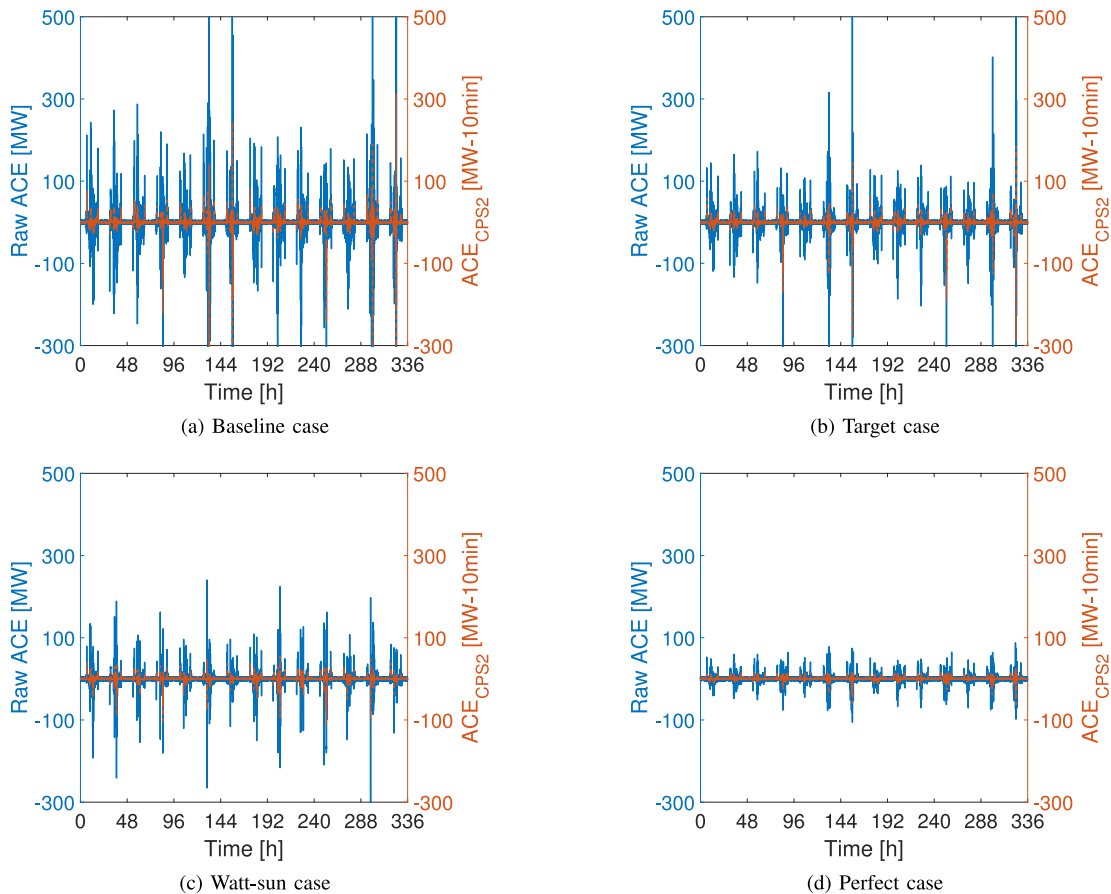 500
300
100
-100
-300
Raw ACE [MW]
500
300
100
-100
-300
ACE_CPS2 [MW-10min]
0 48 96 144 192 240 288 336
Time [h]
(a) Baseline case
500
300
100
-100
-300
Raw ACE [MW]
500
300
100
-100
-300
ACE_CPS2 [MW-10min]
0 48 96 144 192 240 288 336
Time [h]
(b) Target case
500
300
100
-100
-300
Raw ACE [MW]
500
300
100
-100
-300
ACE_CPS2 [MW-10min]
0 48 96 144 192 240 288 336
Time [h]
(c) Watt-sun case
500
300
100
-100
-300
Raw ACE [MW]
500
300
100
-100
-300
ACE_CPS2 [MW-10min]
0 48 96 144 192 240 288 336
Time [h]
(d) Perfect case